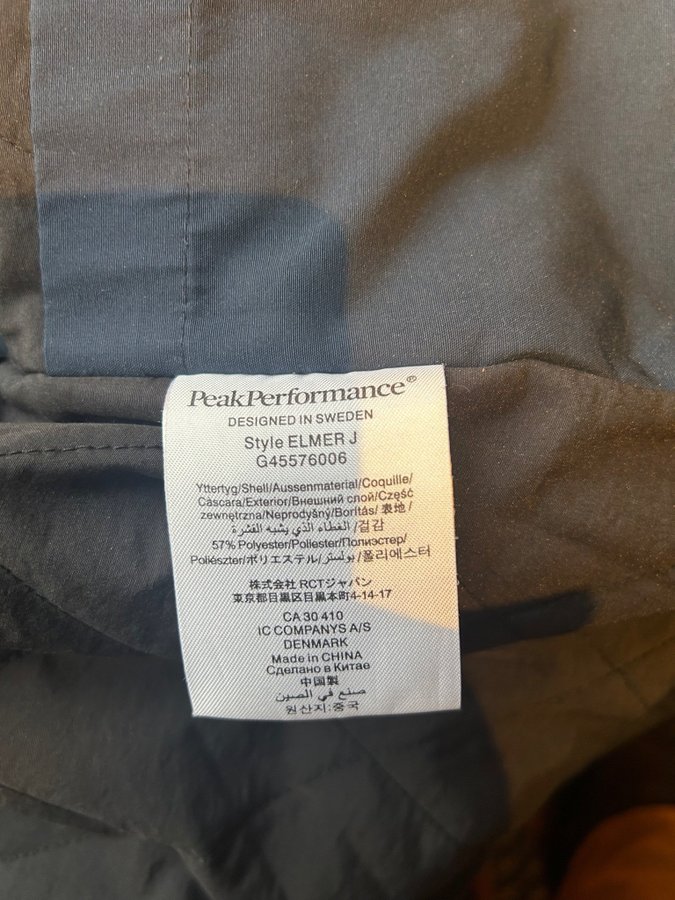 PeakPerformance®
DESIGNED IN SWEDEN
Style ELMER J
G45576006
Yttertyg/Shell/Aussenmaterial/Coquille/
Cáscara/Exterior/Внешний слой/Część
zewnętrzna/Neprodyšný/Borítás/ 表地 /
الغطاء الذي يشبه القشرة /겉감
57% Polyester/Poliester/Полиэстер/
Poliészter/ポリエステル/ بوليستر/폴리에스터
株式会社 RCTジャパン
東京都目黒区目黒本町4-14-17
CA 30 410
IC COMPANYS A/S
DENMARK
Made in CHINA
Сделано в Китае
中国製
صنع في الصين
원산지:중국